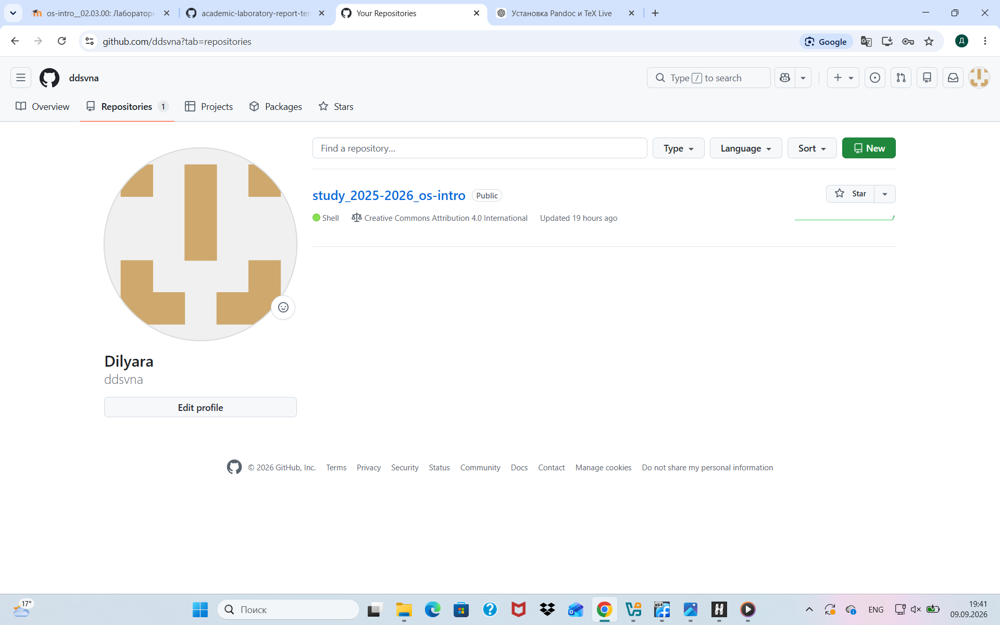 os-intro__02.03.00: Лаборатор
academic-laboratory-report-ten
Your Repositories
Установка Pandoc и TeX Live
github.com/ddsvna?tab=repositories
Google
Д
ddsvna
Type / to search
Overview
Repositories 1
Projects
Packages
Stars
Find a repository...
Type
Language
Sort
New
study_2025-2026_os-intro
Public
Star
Shell
Creative Commons Attribution 4.0 International
Updated 19 hours ago
Dilyara
ddsvna
Edit profile
© 2026 GitHub, Inc.
Terms
Privacy
Security
Status
Community
Docs
Contact
Manage cookies
Do not share my personal information
17°
Поиск
x64
ENG
19:41
09.09.2026